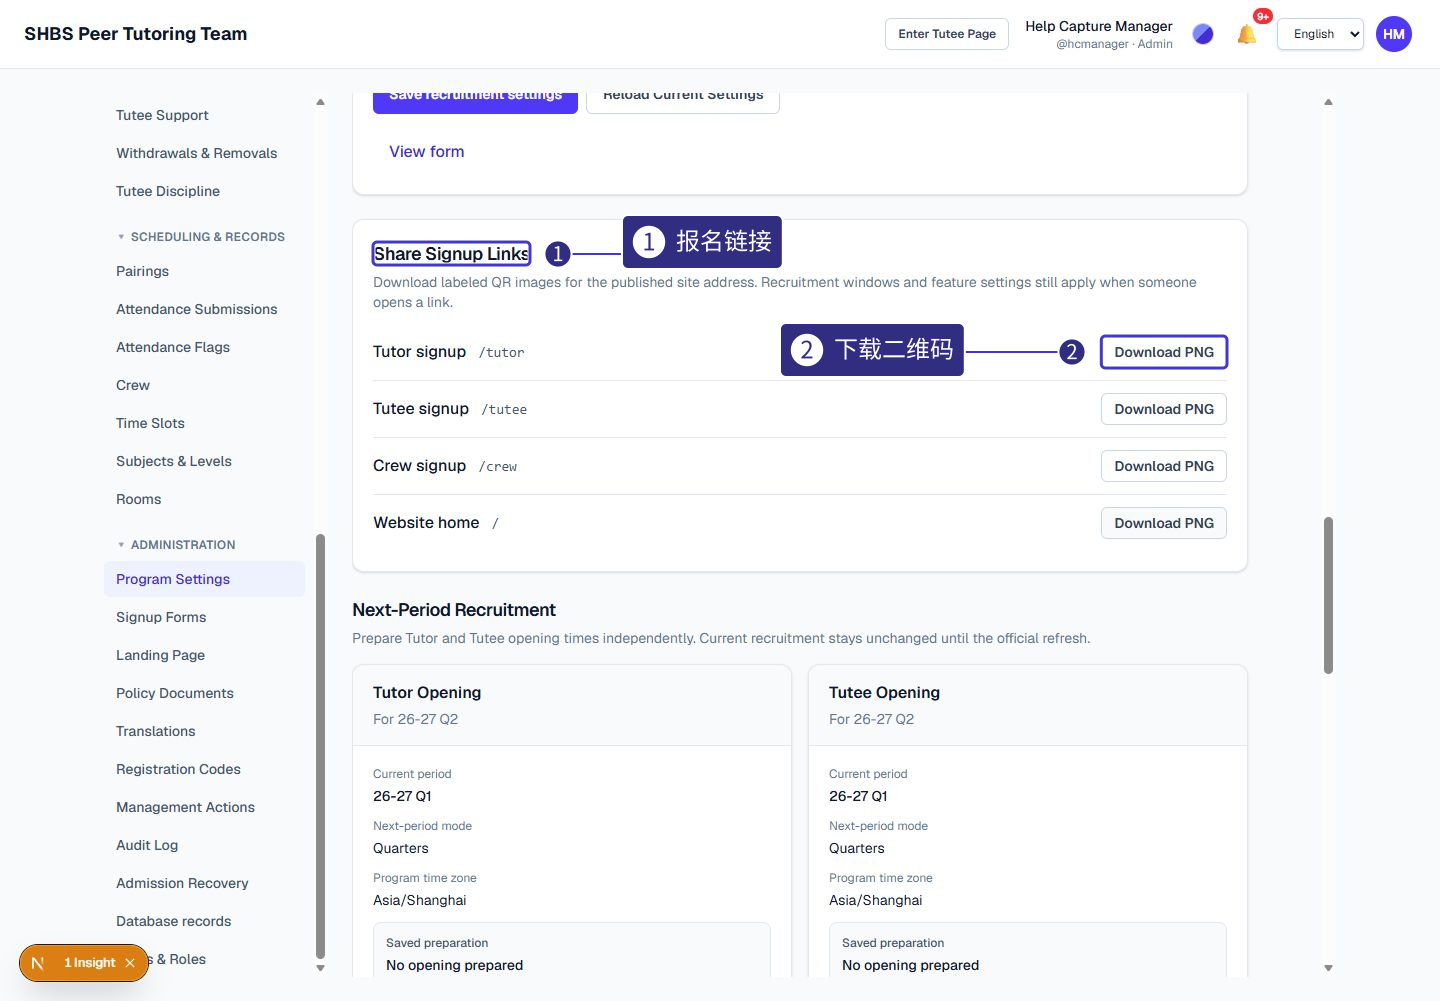 SHBS Peer Tutoring Team
Enter Tutee Page
Help Capture Manager
@hcmanager · Admin
9+
English
HM
Tutee Support
Withdrawals & Removals
Tutee Discipline
SCHEDULING & RECORDS
Pairings
Attendance Submissions
Attendance Flags
Crew
Time Slots
Subjects & Levels
Rooms
ADMINISTRATION
Program Settings
Signup Forms
Landing Page
Policy Documents
Translations
Registration Codes
Management Actions
Audit Log
Admission Recovery
Database records
s & Roles
N 1 Insight ×
Save recruitment settings
Reload Current Settings
View form
Share Signup Links
1
1 报名链接
Download labeled QR images for the published site address. Recruitment windows and feature settings still apply when someone
opens a link.
Tutor signup /tutor
2 下载二维码
2
Download PNG
Tutee signup /tutee
Download PNG
Crew signup /crew
Download PNG
Website home /
Download PNG
Next-Period Recruitment
Prepare Tutor and Tutee opening times independently. Current recruitment stays unchanged until the official refresh.
Tutor Opening
For 26-27 Q2
Current period
26-27 Q1
Next-period mode
Quarters
Program time zone
Asia/Shanghai
Saved preparation
No opening prepared
Tutee Opening
For 26-27 Q2
Current period
26-27 Q1
Next-period mode
Quarters
Program time zone
Asia/Shanghai
Saved preparation
No opening prepared